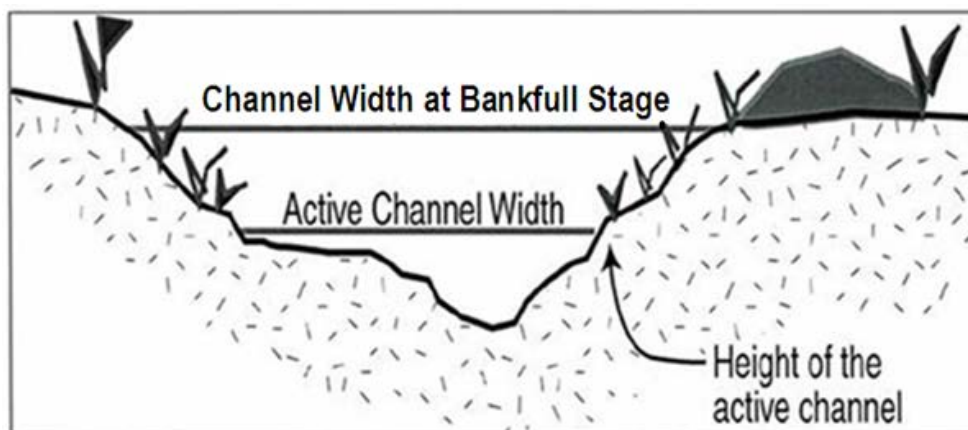 Channel Width at Bankfull Stage
Active Channel Width
Height of the
active channel